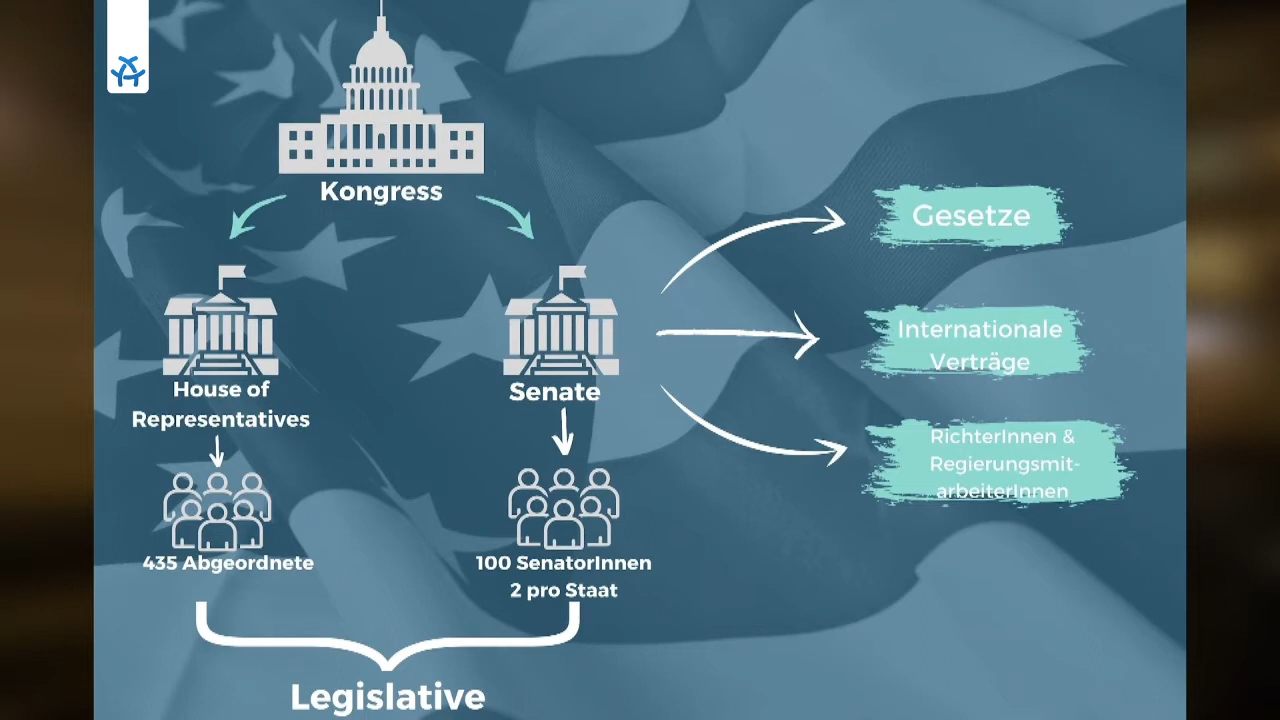 Kongress
House of
Representatives
435 Abgeordnete
Senate
100 SenatorInnen
2 pro Staat
Legislative
Gesetze
Internationale
Verträge
RichterInnen &
Regierungsmit-
arbeiterInnen